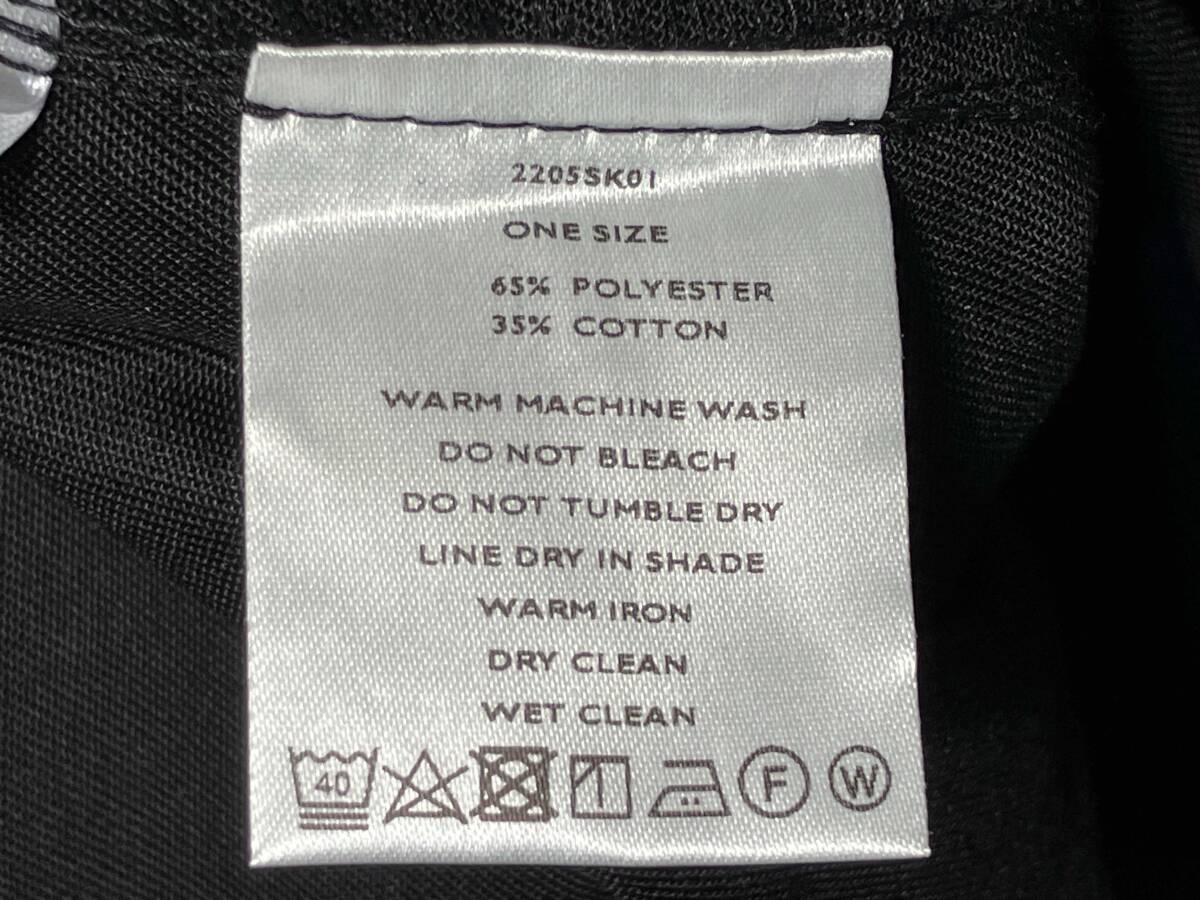 2205SK01
ONE SIZE
65% POLYESTER
35% COTTON
WARM MACHINE WASH
DO NOT BLEACH
DO NOT TUMBLE DRY
LINE DRY IN SHADE
WARM IRON
DRY CLEAN
WET CLEAN
40 F W